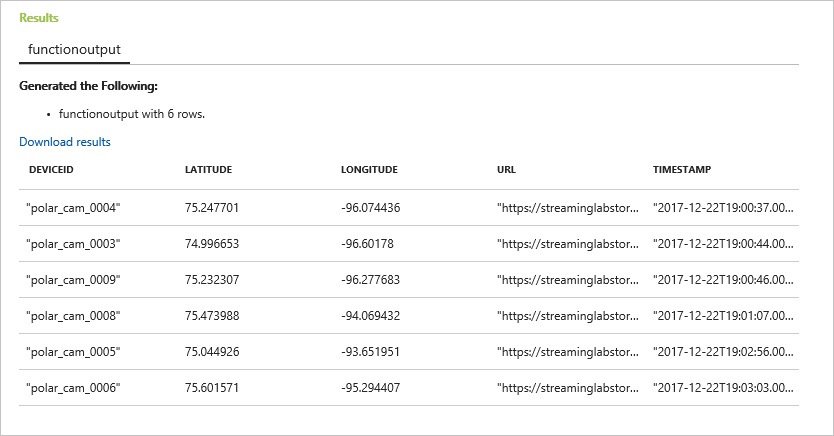 Results
functionoutput
Generated the Following:
• functionoutput with 6 rows.
Download results
DEVICEID LATITUDE LONGITUDE URL TIMESTAMP
"polar_cam_0004" 75.247701 -96.074436 "https://streaminglabstor... "2017-12-22T19:00:37.00...
"polar_cam_0003" 74.996653 -96.60178 "https://streaminglabstor... "2017-12-22T19:00:44.00...
"polar_cam_0009" 75.232307 -96.277683 "https://streaminglabstor... "2017-12-22T19:00:46.00...
"polar_cam_0008" 75.473988 -94.069432 "https://streaminglabstor... "2017-12-22T19:01:07.00...
"polar_cam_0005" 75.044926 -93.651951 "https://streaminglabstor... "2017-12-22T19:02:56.00...
"polar_cam_0006" 75.601571 -95.294407 "https://streaminglabstor... "2017-12-22T19:03:03.00...